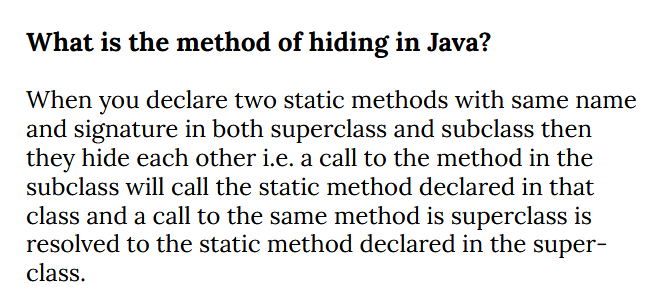 What is the method of hiding in Java?
When you declare two static methods with same name
and signature in both superclass and subclass then
they hide each other i.e. a call to the method in the
subclass will call the static method declared in that
class and a call to the same method is superclass is
resolved to the static method declared in the super-
class.